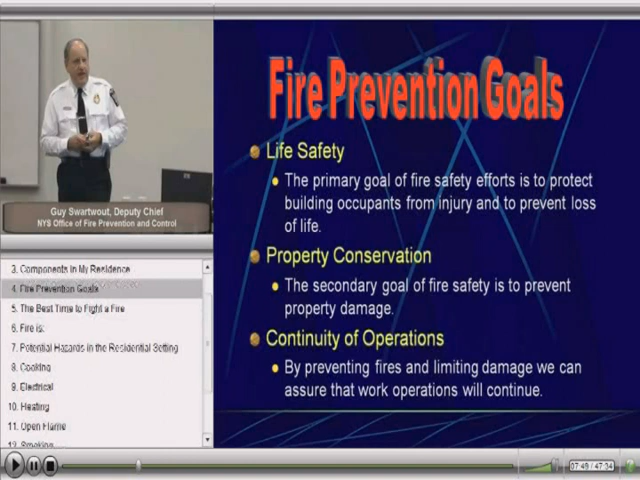 Guy Swartwout, Deputy Chief
NYS Office of Fire Prevention and Control
3. Components In My Residence
4. Fire Prevention Goals
5. The Best Time to Fight a Fire
6. Fire is:
7. Potential Hazards in the Residential Setting
8. Cooking
9. Electrical
10. Heating
11. Open Flame
12. Smoking
Fire Prevention Goals
Life Safety
The primary goal of fire safety efforts is to protect
building occupants from injury and to prevent loss
of life.
Property Conservation
The secondary goal of fire safety is to prevent
property damage.
Continuity of Operations
By preventing fires and limiting damage we can
assure that work operations will continue.
07:49 / 47:34
?